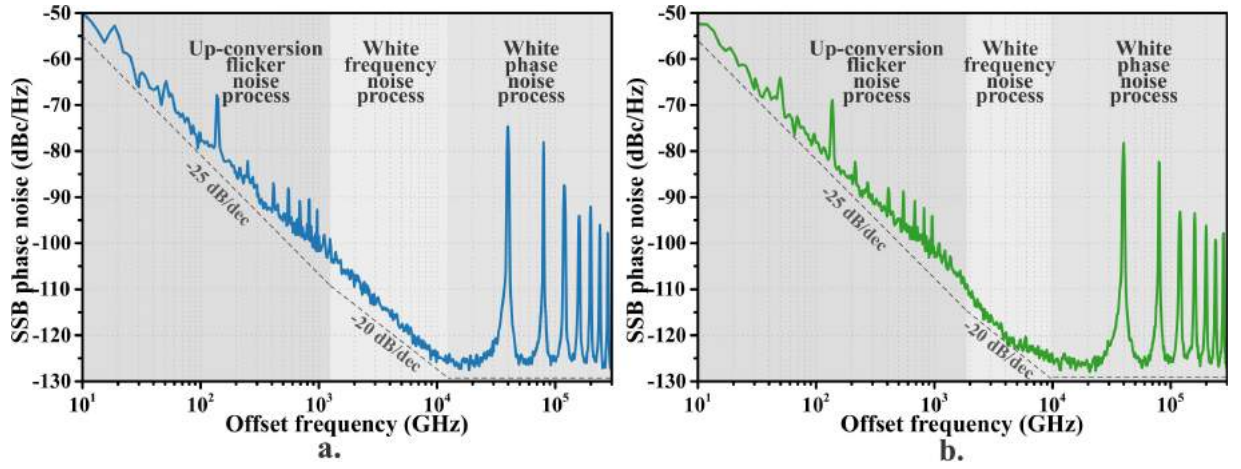 -50
-60
-70
-80
-90
-100
-110
-120
-130
SSB phase noise (dBc/Hz)
Up-conversion
flicker
noise
process
White
frequency
noise
process
White
phase
noise
process
-25 dB/dec
-20 dB/dec
10^1
10^2
10^3
10^4
10^5
Offset frequency (GHz)
a.
-50
-60
-70
-80
-90
-100
-110
-120
-130
SSB phase noise (dBc/Hz)
Up-conversion
flicker
noise
process
White
frequency
noise
process
White
phase
noise
process
-25 dB/dec
-20 dB/dec
10^1
10^2
10^3
10^4
10^5
Offset frequency (GHz)
b.